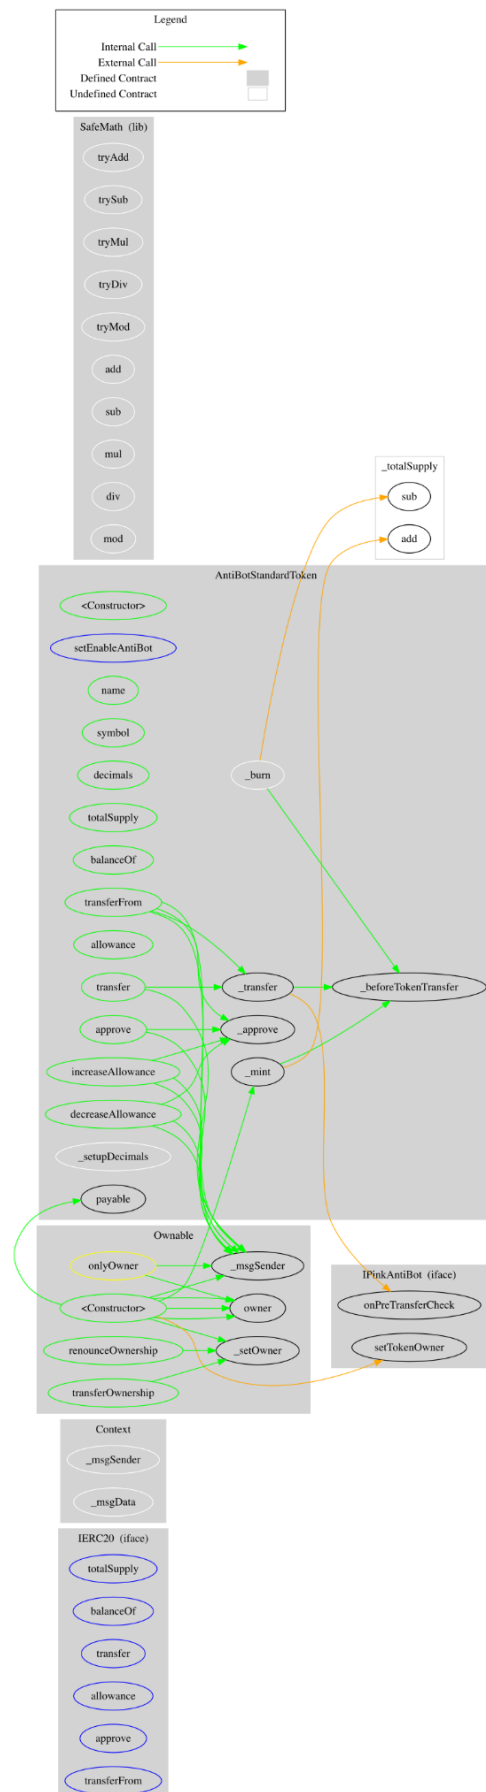 Legend
Internal Call
External Call
Defined Contract
Undefined Contract
SafeMath (lib)
tryAdd
trySub
tryMul
tryDiv
tryMod
add
sub
mul
div
mod
_totalSupply
sub
add
AntiBotStandardToken
<Constructor>
setEnableAntiBot
name
symbol
decimals
_burn
totalSupply
balanceOf
transferFrom
allowance
transfer
_transfer
_beforeTokenTransfer
approve
_approve
increaseAllowance
_mint
decreaseAllowance
_setupDecimals
payable
Ownable
onlyOwner
_msgSender
<Constructor>
owner
renounceOwnership
_setOwner
transferOwnership
IPinkAntiBot (iface)
onPreTransferCheck
setTokenOwner
Context
_msgSender
_msgData
IERC20 (iface)
totalSupply
balanceOf
transfer
allowance
approve
transferFrom